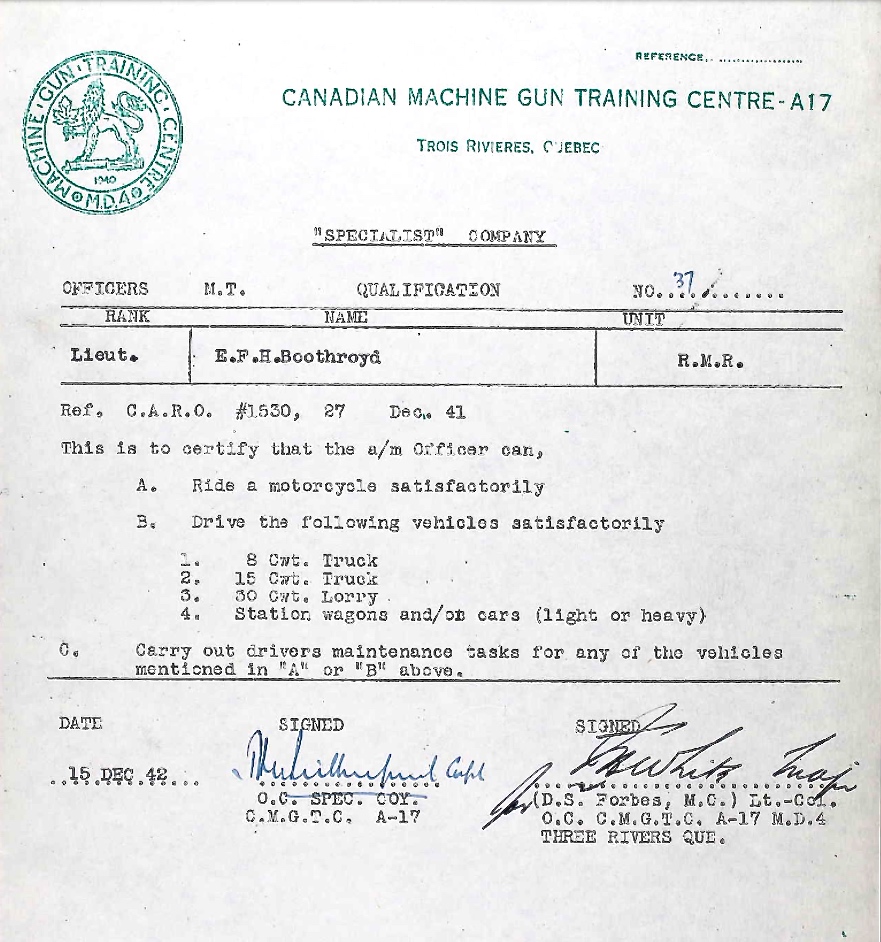 REFERENCE. ....................
CANADIAN MACHINE GUN TRAINING CENTRE-A17
TROIS RIVIERES, QUEBEC
MACHINE·GUN·TRAINING·CENTRE
1940
M.D.4
"SPECIALIST" COMPANY
OFFICERS M.T. QUALIFICATION NO. 37
RANK NAME UNIT
Lieut. E.F.H.Boothroyd R.M.R.
Ref. C.A.R.O. #1530, 27 Dec. 41
This is to certify that the a/m Officer can,
A. Ride a motorcycle satisfactorily
B. Drive the following vehicles satisfactorily
1. 8 Cwt. Truck
2. 15 Cwt. Truck
3. 30 Cwt. Lorry
4. Station wagons and/or cars (light or heavy)
C. Carry out drivers maintenance tasks for any of the vehicles
mentioned in "A" or "B" above.
DATE SIGNED SIGNED
15 DEC 42 Capt White Maj
O.C. SPEC. COY. for (D.S. Forbes, M.C.) Lt.-Col.
C.M.G.T.C. A-17 O.C. C.M.G.T.C. A-17 M.D.4
THREE RIVERS QUE.